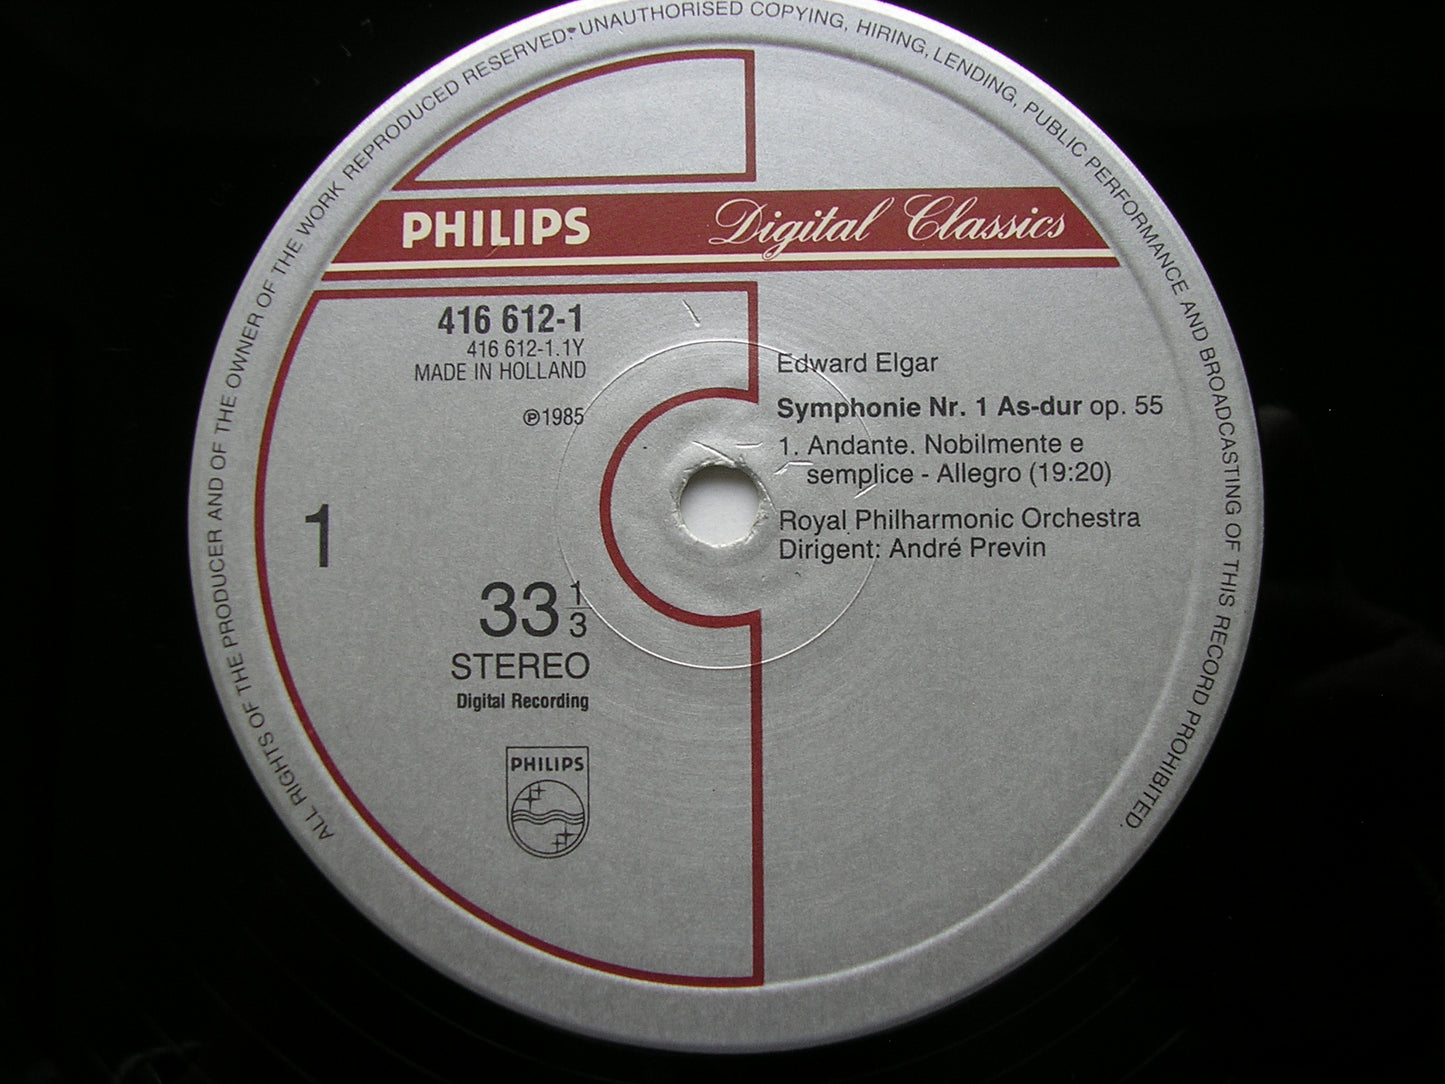 ALL RIGHTS OF THE PRODUCER AND OF THE OWNER OF THE WORK REPRODUCED RESERVED. UNAUTHORISED COPYING, HIRING, LENDING, PUBLIC PERFORMANCE AND BROADCASTING OF THIS RECORD PROHIBITED.
PHILIPS Digital Classics
416 612-1
416 612-1.1Y
MADE IN HOLLAND
℗1985
1
33 1/3
STEREO
Digital Recording
PHILIPS
Edward Elgar
Symphonie Nr. 1 As-dur op. 55
1. Andante. Nobilmente e
semplice - Allegro (19:20)
Royal Philharmonic Orchestra
Dirigent: André Previn